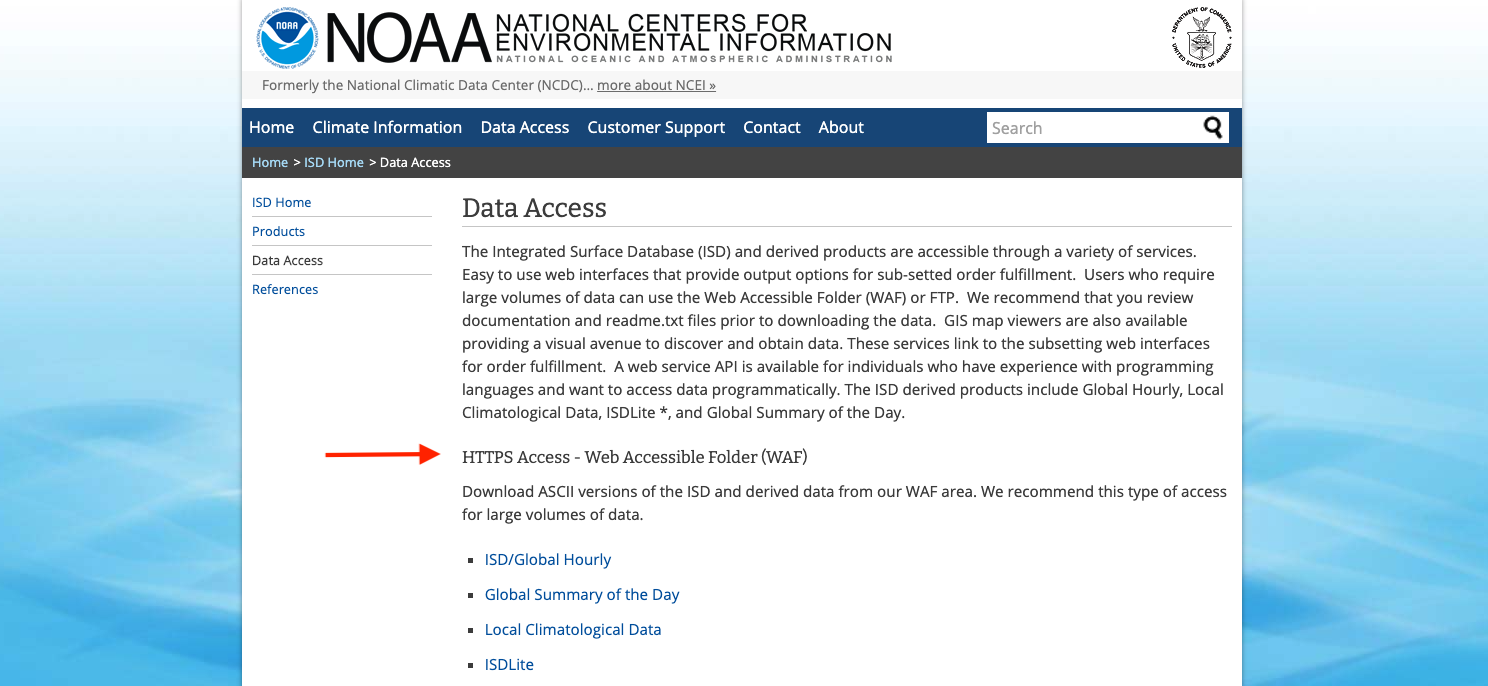 NOAA
NOAA NATIONAL CENTERS FOR
ENVIRONMENTAL INFORMATION
NATIONAL OCEANIC AND ATMOSPHERIC ADMINISTRATION
DEPARTMENT OF COMMERCE
UNITED STATES OF AMERICA
Formerly the National Climatic Data Center (NCDC)... more about NCEI »
Home Climate Information Data Access Customer Support Contact About Search
Home > ISD Home > Data Access
ISD Home
Products
Data Access
References
Data Access
The Integrated Surface Database (ISD) and derived products are accessible through a variety of services.
Easy to use web interfaces that provide output options for sub-setted order fulfillment.  Users who require
large volumes of data can use the Web Accessible Folder (WAF) or FTP.  We recommend that you review
documentation and readme.txt files prior to downloading the data.  GIS map viewers are also available
providing a visual avenue to discover and obtain data. These services link to the subsetting web interfaces
for order fulfillment.  A web service API is available for individuals who have experience with programming
languages and want to access data programmatically. The ISD derived products include Global Hourly, Local
Climatological Data, ISDLite *, and Global Summary of the Day.
HTTPS Access - Web Accessible Folder (WAF)
Download ASCII versions of the ISD and derived data from our WAF area. We recommend this type of access
for large volumes of data.
ISD/Global Hourly
Global Summary of the Day
Local Climatological Data
ISDLite